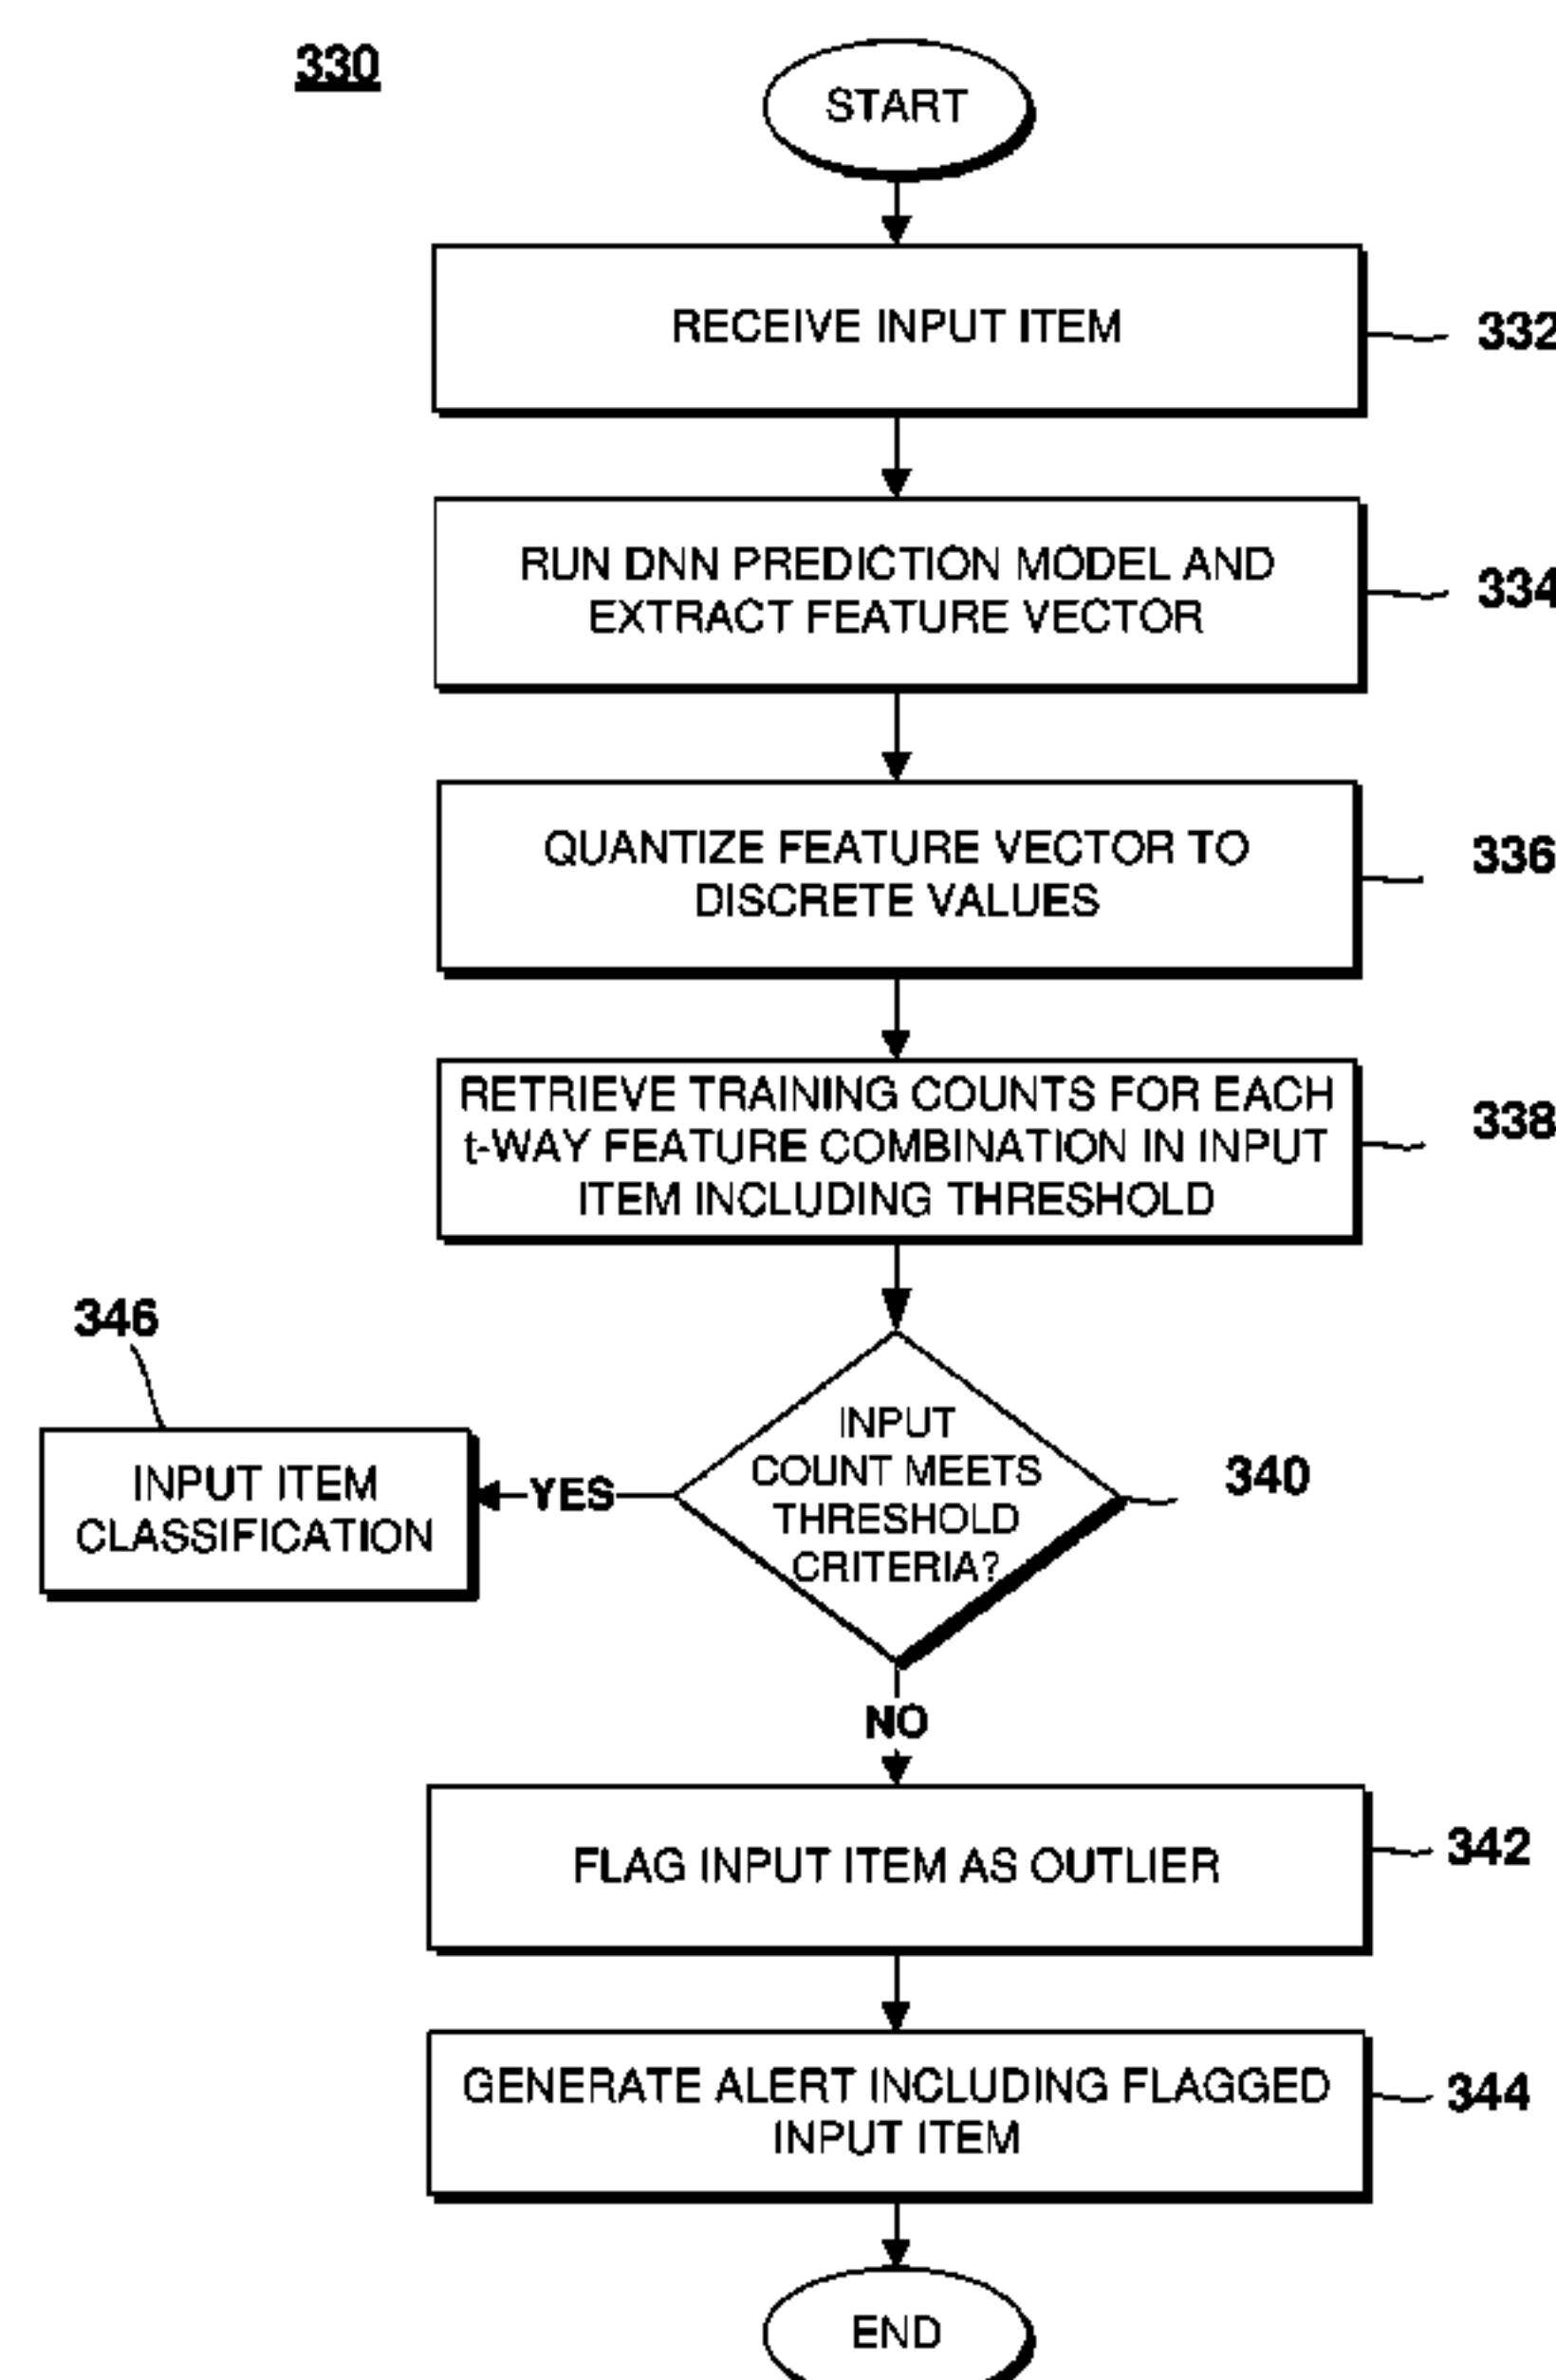 330
START
RECEIVE INPUT ITEM
332
RUN DNN PREDICTION MODEL AND
EXTRACT FEATURE VECTOR
334
QUANTIZE FEATURE VECTOR TO
DISCRETE VALUES
336
RETRIEVE TRAINING COUNTS FOR EACH
t-WAY FEATURE COMBINATION IN INPUT
ITEM INCLUDING THRESHOLD
338
346
INPUT ITEM
CLASSIFICATION
YES
INPUT
COUNT MEETS
THRESHOLD
CRITERIA?
340
NO
FLAG INPUT ITEM AS OUTLIER
342
GENERATE ALERT INCLUDING FLAGGED
INPUT ITEM
344
END